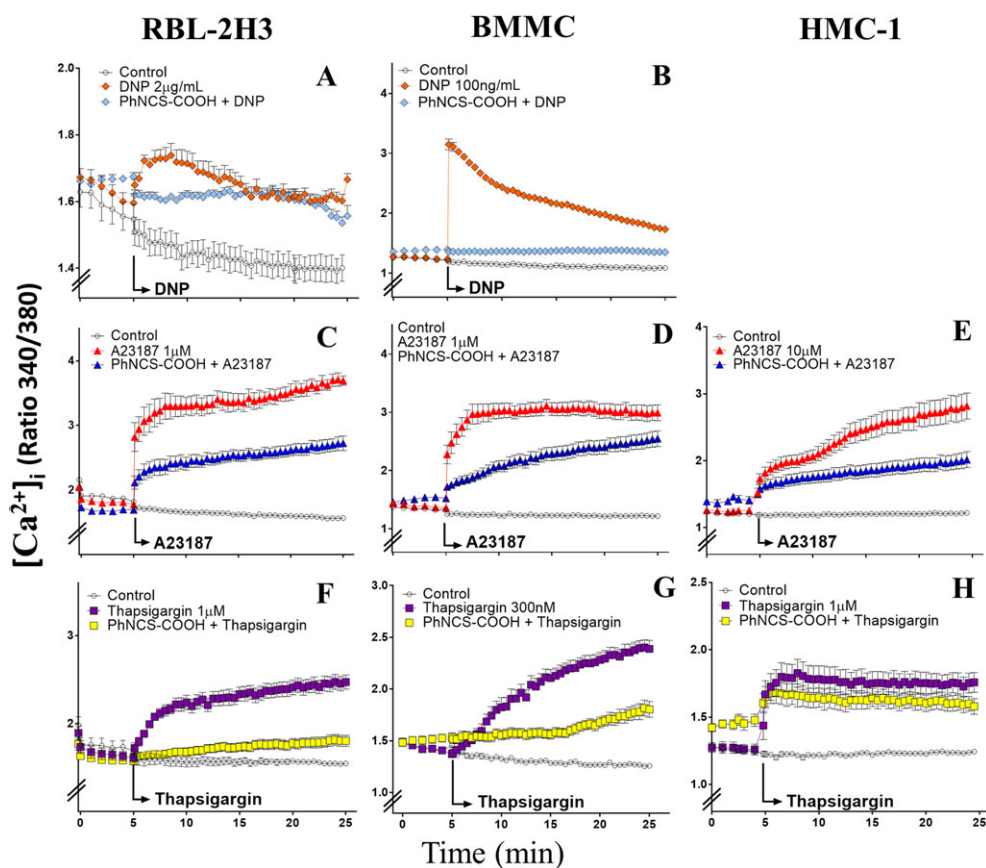 RBL-2H3
BMMC
HMC-1
A
Control
DNP 2µg/mL
PhNCS-COOH + DNP
2.0
1.8
1.6
1.4
DNP
B
Control
DNP 100ng/mL
PhNCS-COOH + DNP
4
3
2
1
DNP
C
Control
A23187 1µM
PhNCS-COOH + A23187
4
3
2
A23187
D
Control
A23187 1µM
PhNCS-COOH + A23187
4
3
2
1
A23187
E
Control
A23187 10µM
PhNCS-COOH + A23187
4
3
2
1
A23187
[Ca²⁺]i (Ratio 340/380)
F
Control
Thapsigargin 1µM
PhNCS-COOH + Thapsigargin
3
2
Thapsigargin
0 5 10 15 20 25
G
Control
Thapsigargin 300nM
PhNCS-COOH + Thapsigargin
3.0
2.5
2.0
1.5
1.0
Thapsigargin
0 5 10 15 20 25
H
Control
Thapsigargin 1µM
PhNCS-COOH + Thapsigargin
2.5
2.0
1.5
1.0
Thapsigargin
0 5 10 15 20 25
Time (min)